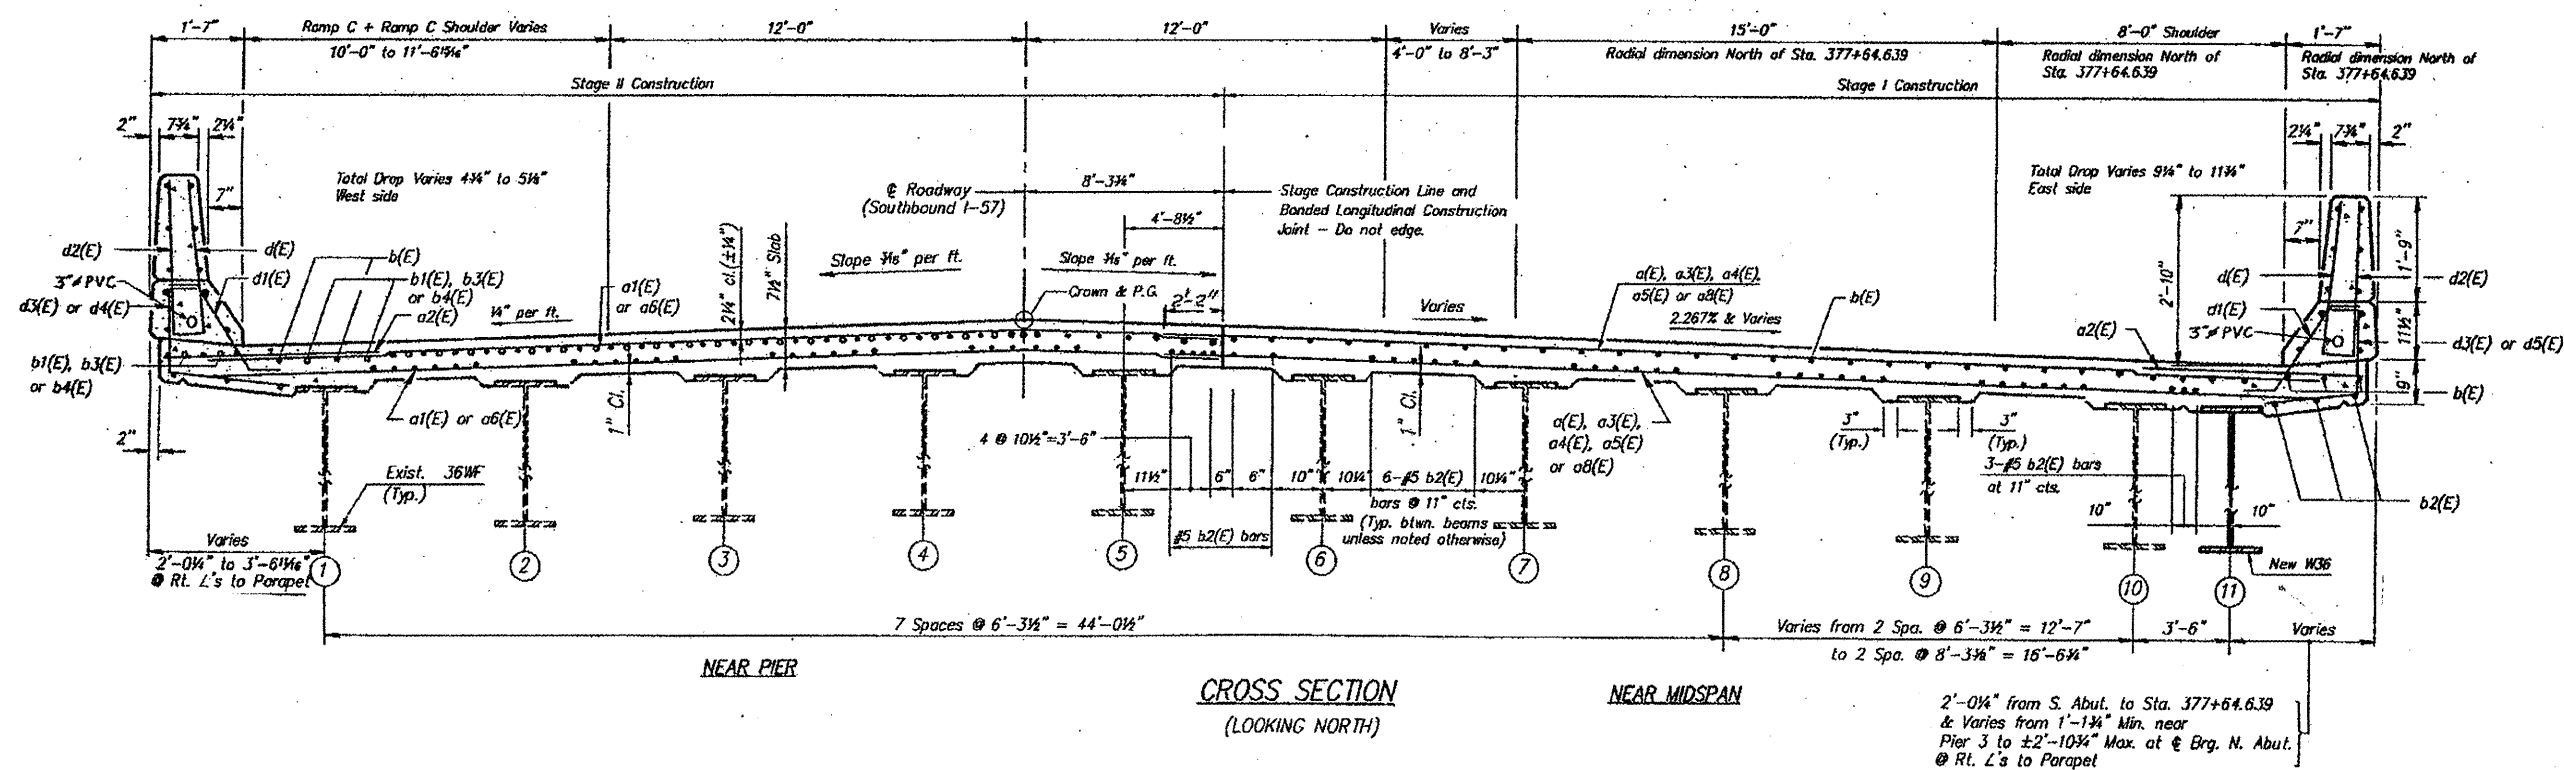 1'-7"
Ramp C + Ramp C Shoulder Varies
10'-0" to 11'-6 15/16"
12'-0"
12'-0"
Varies
4'-0" to 8'-3"
15'-0"
Radial dimension North of Sta. 377+64.639
8'-0" Shoulder
Radial dimension North of
Sta. 377+64.639
1'-7"
Radial dimension North of
Sta. 377+64.639
Stage II Construction
Stage I Construction
2"
7¾"
2¼"
7"
Total Drop Varies 4¾" to 5⅛"
West side
℄ Roadway
(Southbound I-57)
8'-3¾"
4'-8½"
Stage Construction Line and
Bonded Longitudinal Construction
Joint - Do not edge.
Total Drop Varies 9¼" to 11¾"
East side
2¼"
7¾"
2"
7"
2'-10"
1'-9"
11½"
9"
d2(E)
d(E)
3"ø PVC
d1(E)
d3(E) or d4(E)
b(E)
b1(E), b3(E)
or b4(E)
a2(E)
¼" per ft.
a1(E)
or a6(E)
2¼" cl.(±¼")
7½" Slab
Slope 3/16" per ft.
Slope 3/16" per ft.
Crown & P.G.
2'-2"
Varies
a(E), a3(E), a4(E),
a5(E) or a8(E)
2.267% & Varies
b(E)
a2(E)
d(E)
d2(E)
d1(E)
3"ø PVC
d3(E) or d5(E)
b(E)
b1(E), b3(E)
or b4(E)
2"
a1(E) or a6(E)
1" Cl.
Exist. 36WF
(Typ.)
4 @ 10½"=3'-6"
11½"
6"
6"
10"
10¼"
6-#5 b2(E)
10¼"
bars @ 11" cts.
(Typ. btwn. beams
unless noted otherwise)
#5 b2(E) bars
1" Cl.
a(E), a3(E),
a4(E), a5(E)
or a8(E)
3"
(Typ.)
3"
(Typ.)
3-#5 b2(E) bars
at 11" cts.
10"
10"
b2(E)
New W36
Varies
2'-0¼" to 3'-6 11/16"
@ Rt. ∠'s to Parapet
1
2
3
4
5
6
7
8
9
10
11
7 Spaces @ 6'-3½" = 44'-0½"
Varies from 2 Spa. @ 6'-3½" = 12'-7"
to 2 Spa. @ 8'-3⅜" = 16'-6¾"
3'-6"
Varies
NEAR PIER
CROSS SECTION
(LOOKING NORTH)
NEAR MIDSPAN
2'-0¼" from S. Abut. to Sta. 377+64.639
& Varies from 1'-1¾" Min. near
Pier 3 to ±2'-10¾" Max. at ℄ Brg. N. Abut.
@ Rt. ∠'s to Parapet